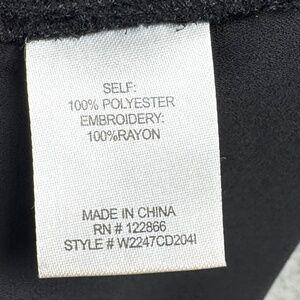 SELF:
100% POLYESTER
EMBROIDERY:
100%RAYON
MADE IN CHINA
RN # 122866
STYLE # W2247CD204I